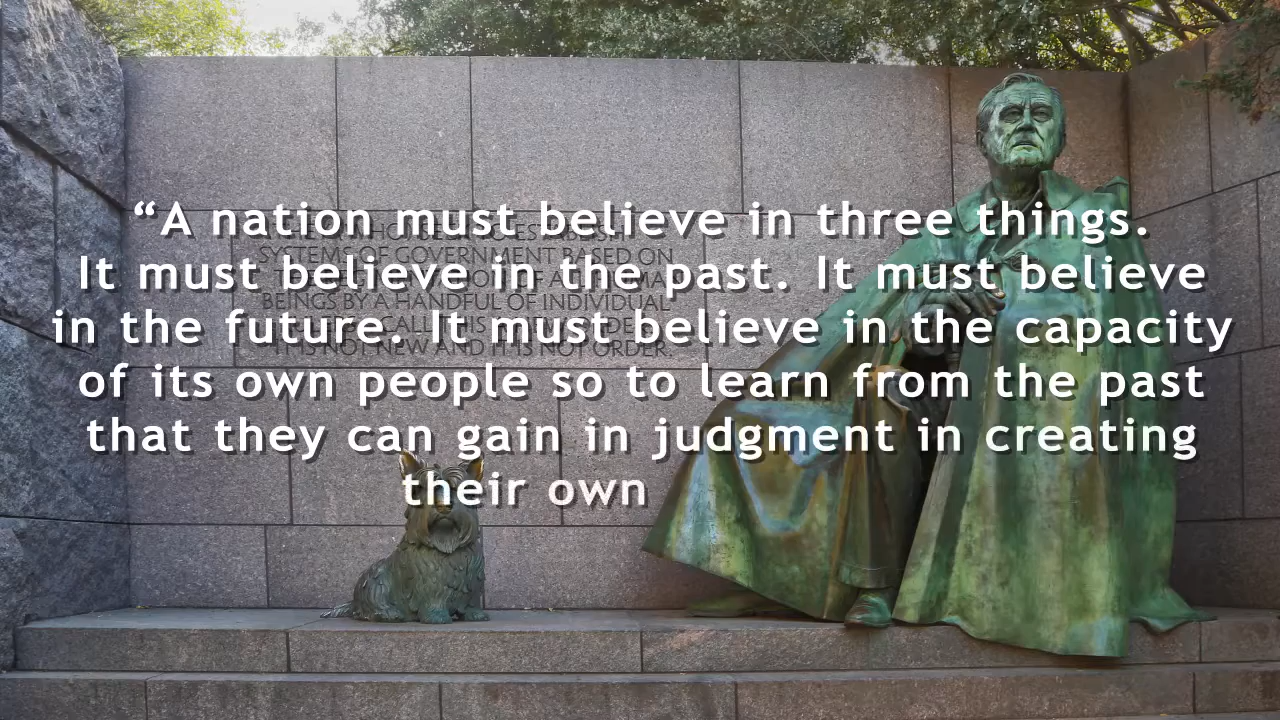 “A nation must believe in three things.
It must believe in the past. It must believe
in the future. It must believe in the capacity
of its own people so to learn from the past
that they can gain in judgment in creating
their own
SYSTEMS OF GOVERNMENT BASED ON
OF
BEINGS BY A HANDFUL OF INDIVIDUAL
CALL
IT IS NOT NEW AND IT IS NOT ORDER.